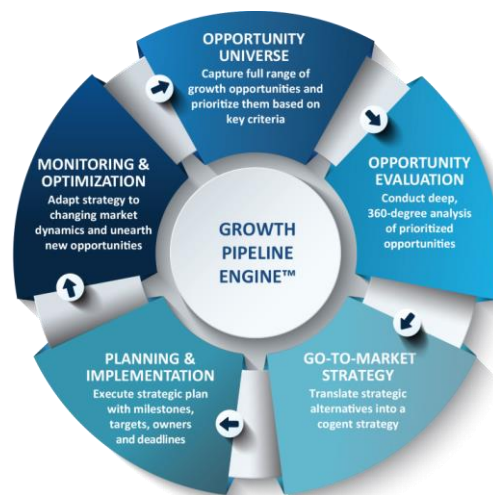 OPPORTUNITY
UNIVERSE
Capture full range of
growth opportunities and
prioritize them based on
key criteria
OPPORTUNITY
EVALUATION
Conduct deep,
360-degree analysis
of prioritized
opportunities
GO-TO-MARKET
STRATEGY
Translate strategic
alternatives into a
cogent strategy
PLANNING &
IMPLEMENTATION
Execute strategic plan
with milestones,
targets, owners
and deadlines
MONITORING &
OPTIMIZATION
Adapt strategy to
changing market
dynamics and unearth
new opportunities
GROWTH
PIPELINE
ENGINE™